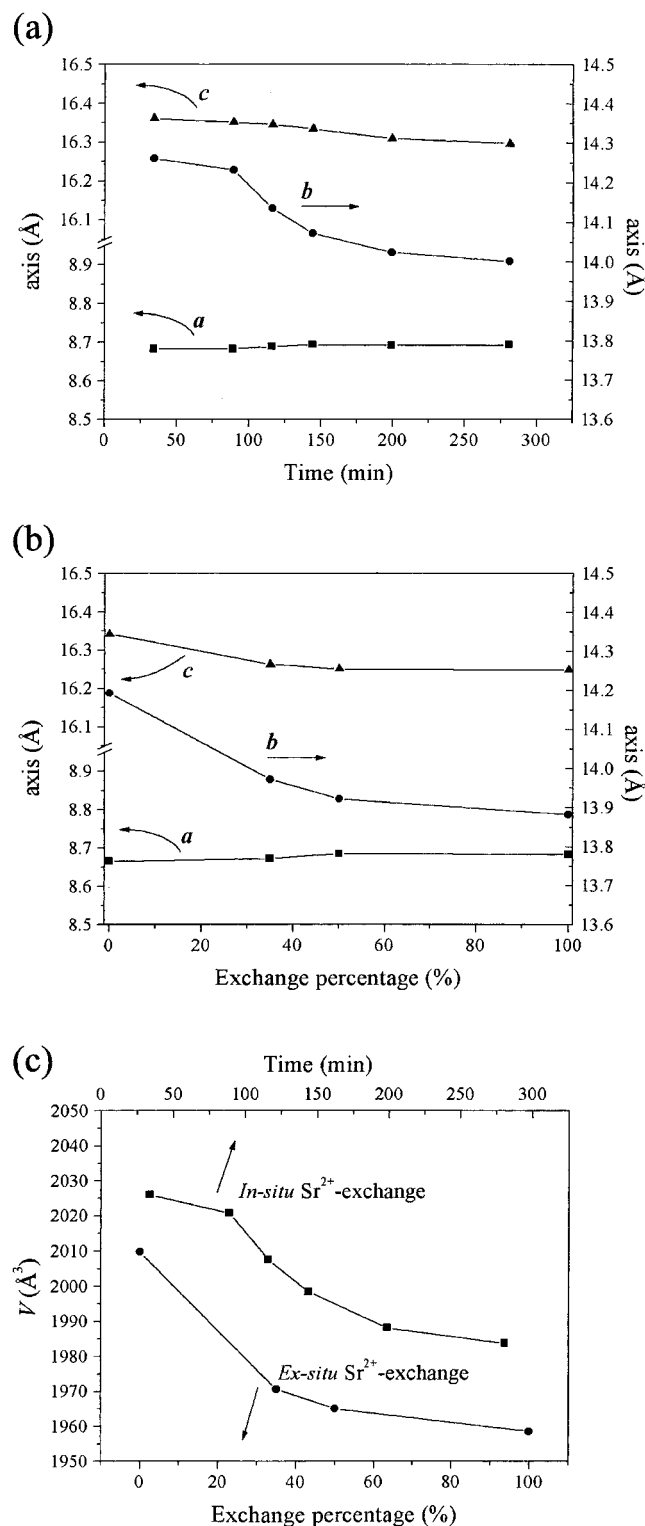 (a)
16.5
16.4
16.3
16.2
16.1
8.9
8.8
8.7
8.6
8.5
axis (Å)
c
b
a
14.5
14.4
14.3
14.2
14.1
14.0
13.9
13.8
13.7
13.6
axis (Å)
0 50 100 150 200 250 300
Time (min)
(b)
16.5
16.4
16.3
16.2
16.1
8.9
8.8
8.7
8.6
8.5
axis (Å)
c
b
a
14.5
14.4
14.3
14.2
14.1
14.0
13.9
13.8
13.7
13.6
axis (Å)
0 20 40 60 80 100
Exchange percentage (%)
(c)
Time (min)
0 50 100 150 200 250 300
2050
2040
2030
2020
2010
2000
1990
1980
1970
1960
1950
V (Å³)
In-situ Sr²⁺-exchange
Ex-situ Sr²⁺-exchange
0 20 40 60 80 100
Exchange percentage (%)